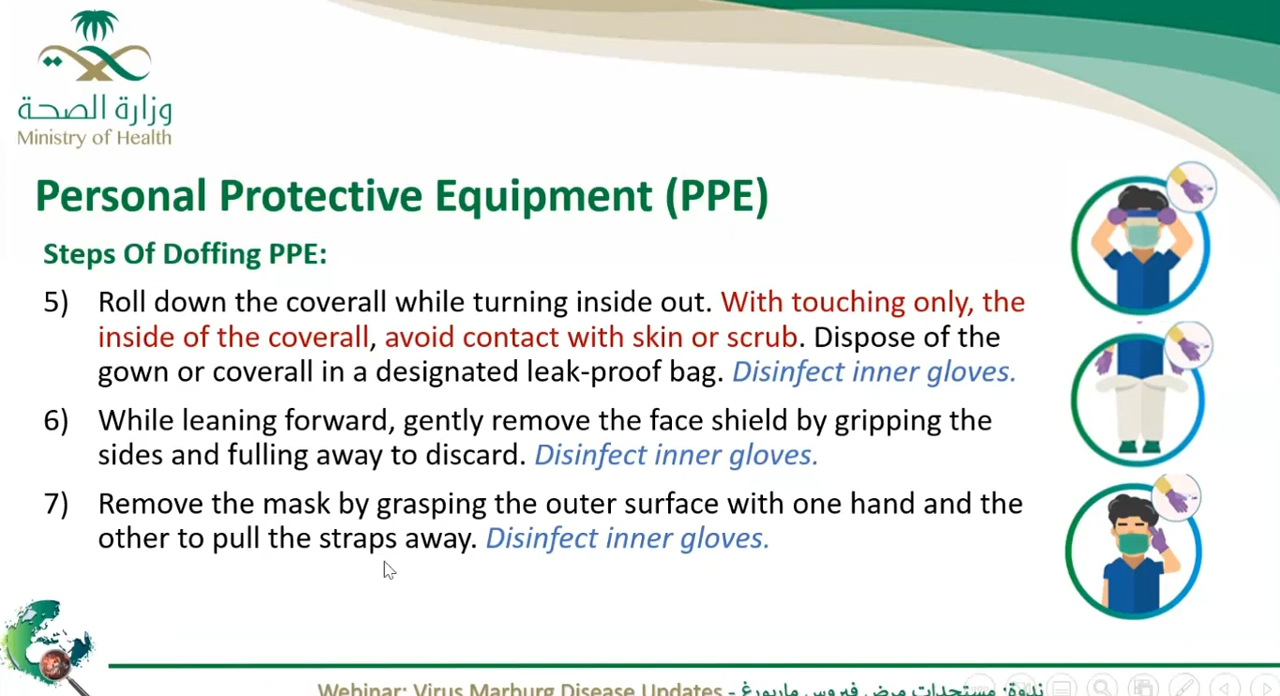 وزارة الصحة
Ministry of Health
Personal Protective Equipment (PPE)
Steps Of Doffing PPE:
5) Roll down the coverall while turning inside out. With touching only, the
inside of the coverall, avoid contact with skin or scrub. Dispose of the
gown or coverall in a designated leak-proof bag. Disinfect inner gloves.
6) While leaning forward, gently remove the face shield by gripping the
sides and fulling away to discard. Disinfect inner gloves.
7) Remove the mask by grasping the outer surface with one hand and the
other to pull the straps away. Disinfect inner gloves.
Webinar: Virus Marburg Disease Updates - ندوة: مستجدات مرض فيروس ماربورغ